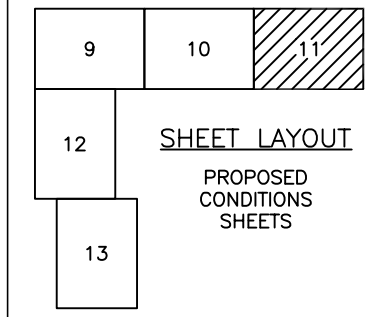 9 10 11
12
SHEET LAYOUT
PROPOSED
CONDITIONS
SHEETS
13